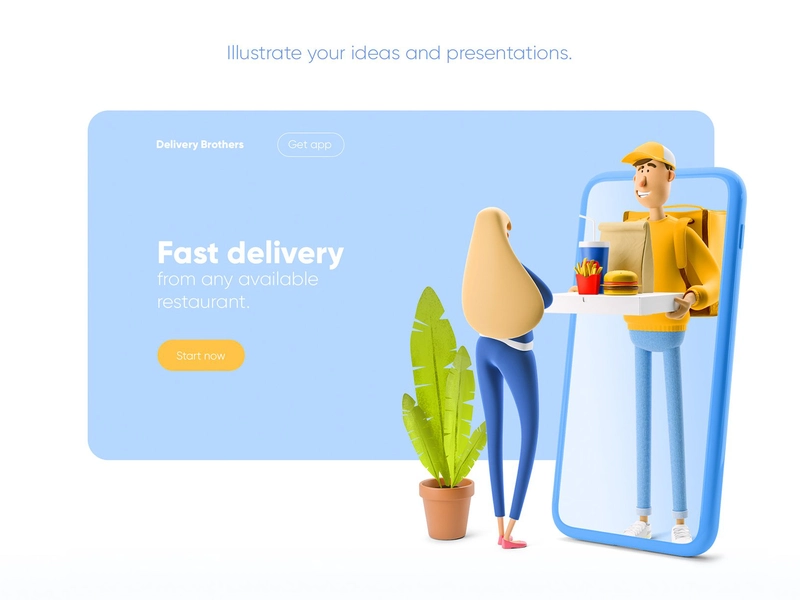 Illustrate your ideas and presentations.
Delivery Brothers
Get app
Fast delivery
from any available
restaurant.
Start now